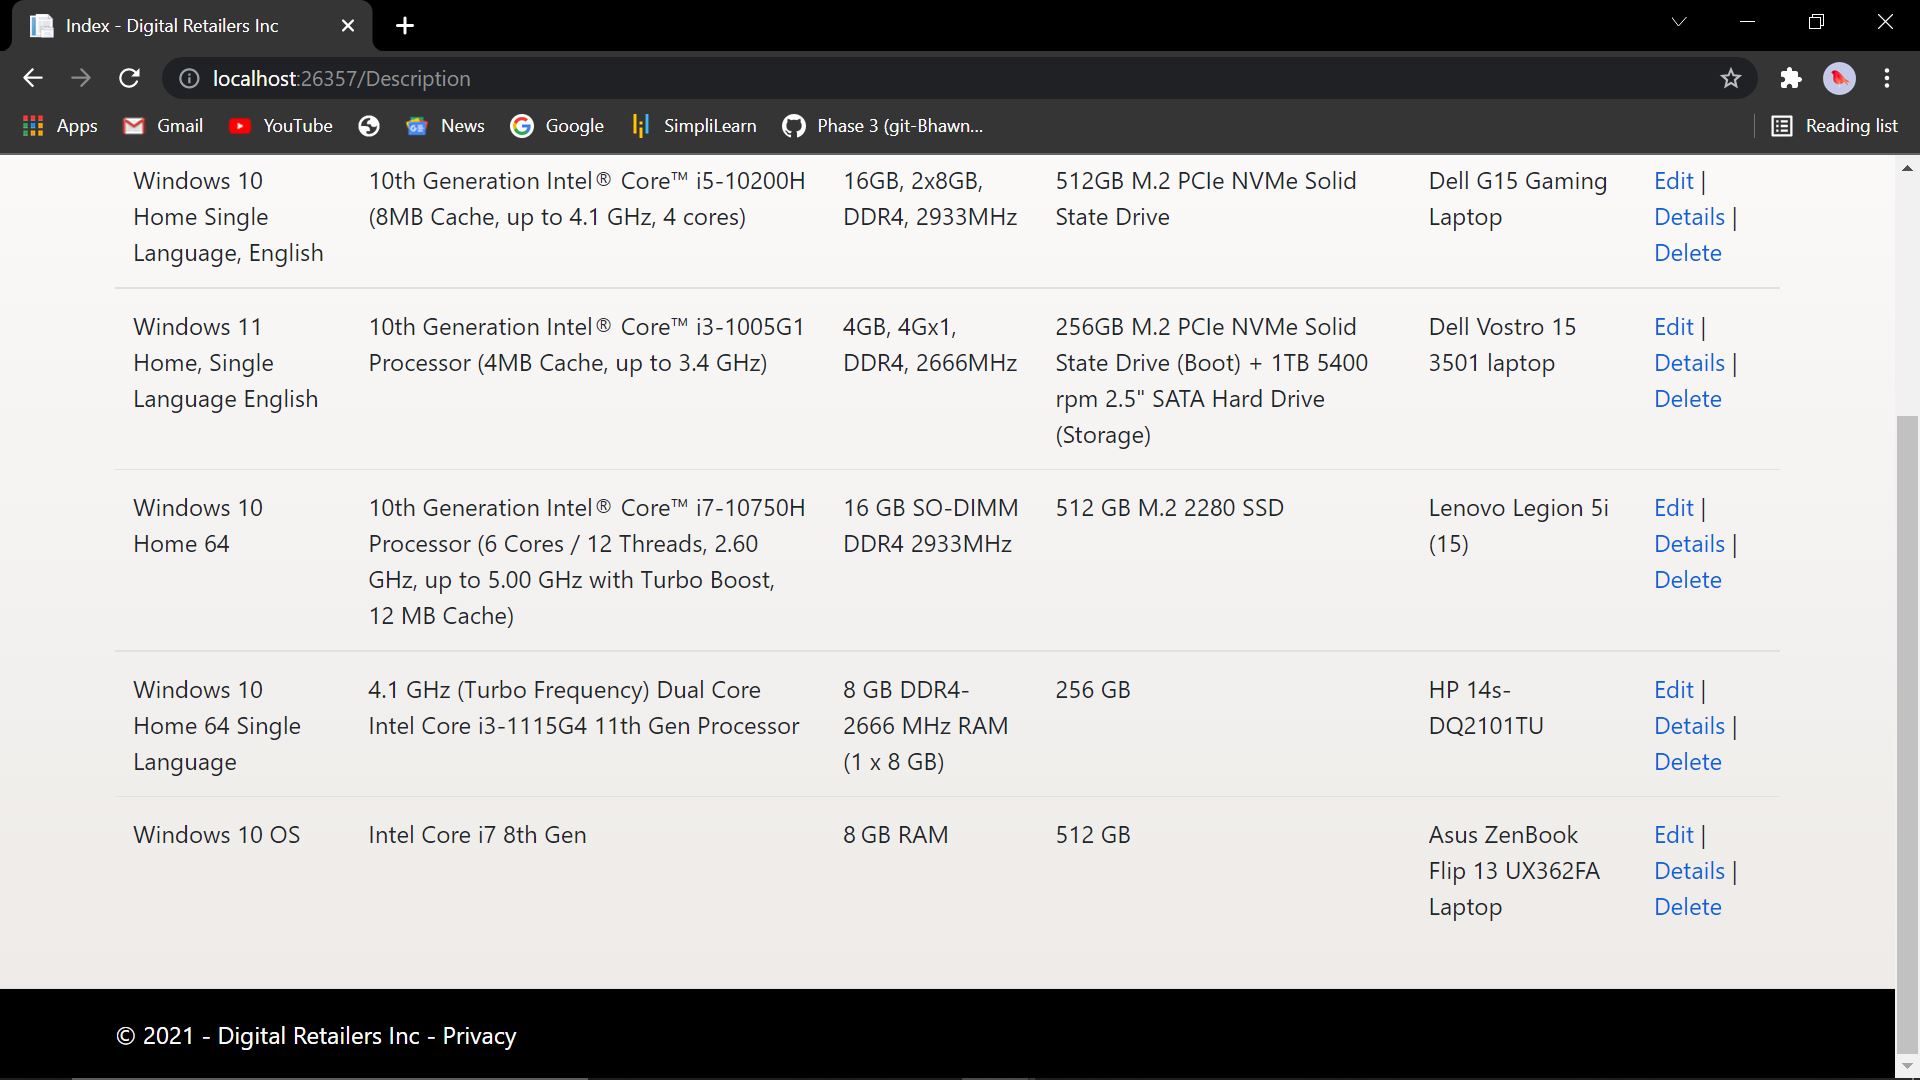 Index - Digital Retailers Inc
localhost:26357/Description
Apps Gmail YouTube News Google SimpliLearn Phase 3 (git-Bhawn... Reading list
Windows 10
Home Single
Language, English
10th Generation Intel® Core™ i5-10200H
(8MB Cache, up to 4.1 GHz, 4 cores)
16GB, 2x8GB,
DDR4, 2933MHz
512GB M.2 PCIe NVMe Solid
State Drive
Dell G15 Gaming
Laptop
Edit |
Details |
Delete
Windows 11
Home, Single
Language English
10th Generation Intel® Core™ i3-1005G1
Processor (4MB Cache, up to 3.4 GHz)
4GB, 4Gx1,
DDR4, 2666MHz
256GB M.2 PCIe NVMe Solid
State Drive (Boot) + 1TB 5400
rpm 2.5" SATA Hard Drive
(Storage)
Dell Vostro 15
3501 laptop
Edit |
Details |
Delete
Windows 10
Home 64
10th Generation Intel® Core™ i7-10750H
Processor (6 Cores / 12 Threads, 2.60
GHz, up to 5.00 GHz with Turbo Boost,
12 MB Cache)
16 GB SO-DIMM
DDR4 2933MHz
512 GB M.2 2280 SSD
Lenovo Legion 5i
(15)
Edit |
Details |
Delete
Windows 10
Home 64 Single
Language
4.1 GHz (Turbo Frequency) Dual Core
Intel Core i3-1115G4 11th Gen Processor
8 GB DDR4-
2666 MHz RAM
(1 x 8 GB)
256 GB
HP 14s-
DQ2101TU
Edit |
Details |
Delete
Windows 10 OS
Intel Core i7 8th Gen
8 GB RAM
512 GB
Asus ZenBook
Flip 13 UX362FA
Laptop
Edit |
Details |
Delete
© 2021 - Digital Retailers Inc - Privacy